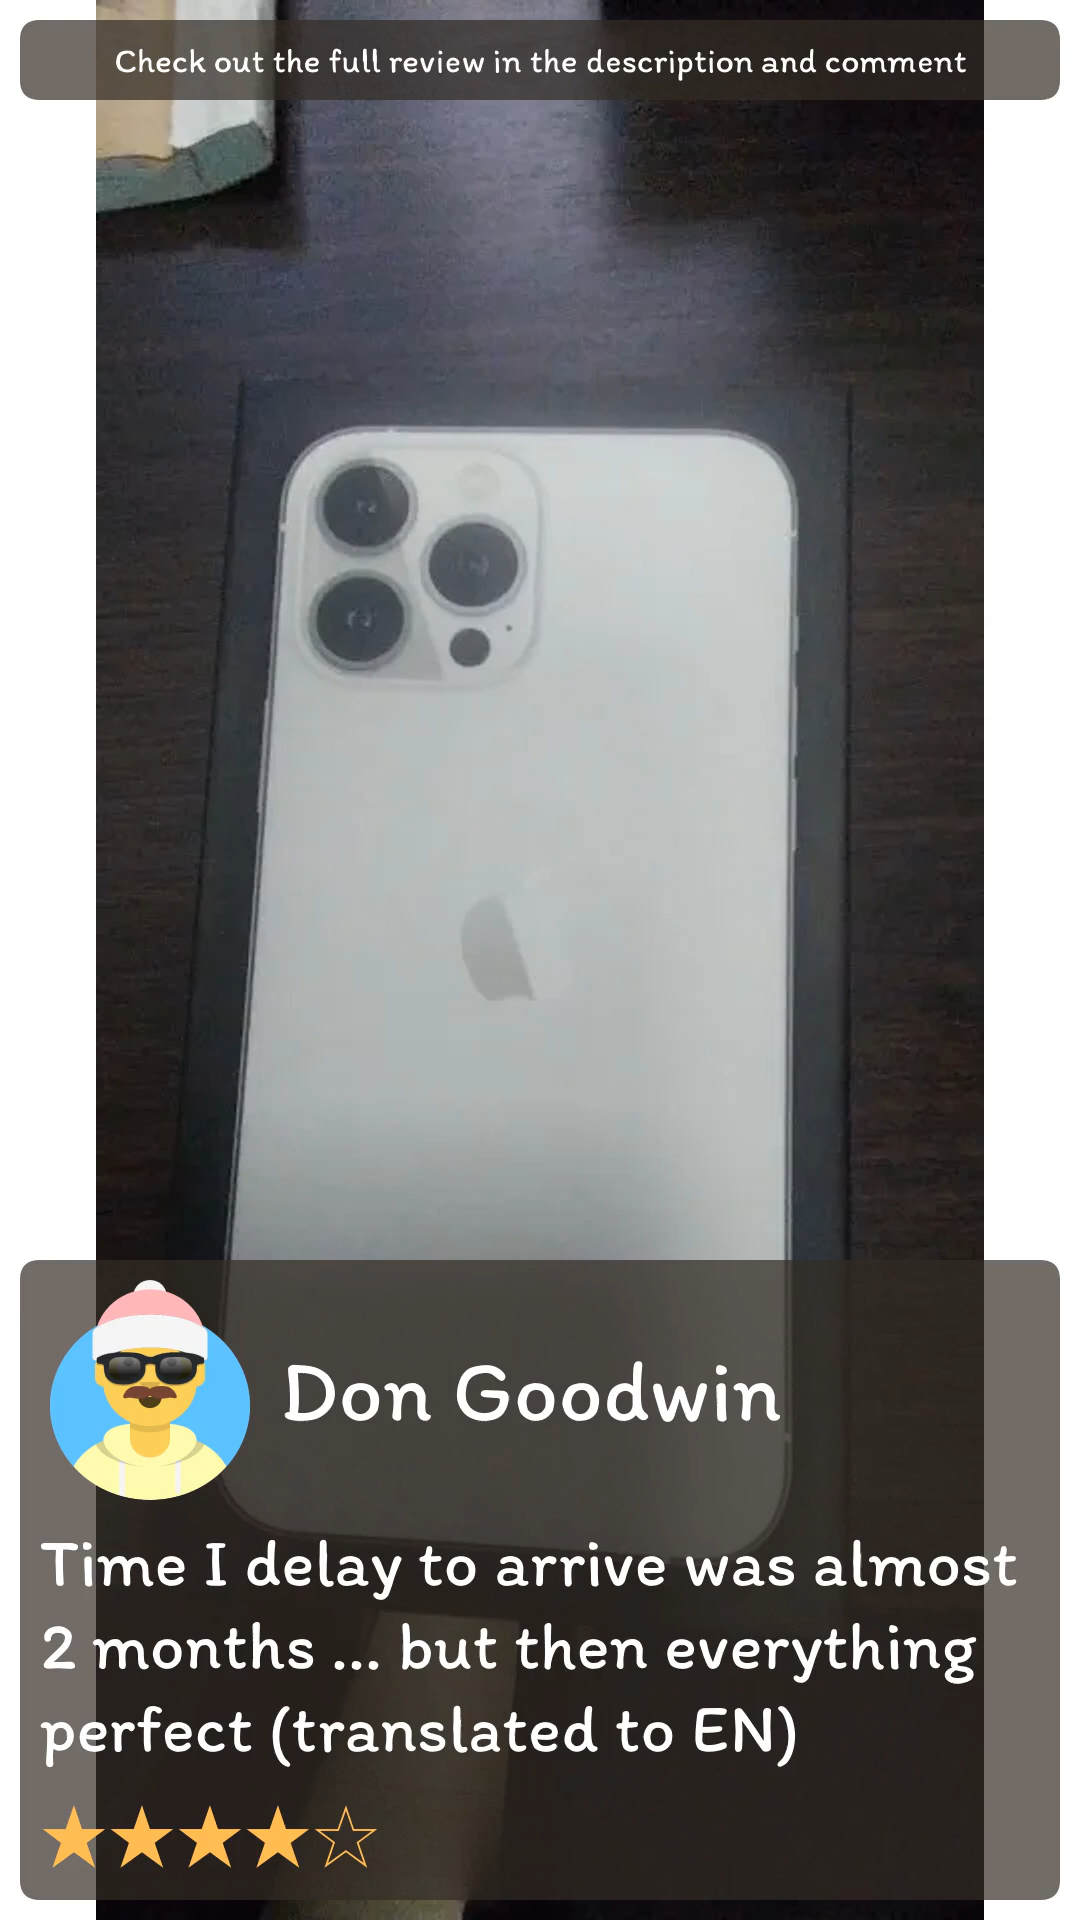 Check out the full review in the description and comment
Don Goodwin
Time I delay to arrive was almost
2 months ... but then everything
perfect (translated to EN)